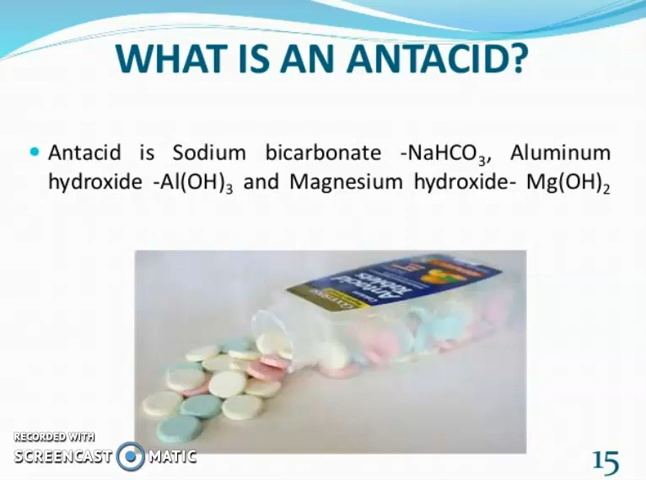 WHAT IS AN ANTACID?
• Antacid is Sodium bicarbonate -NaHCO₃, Aluminum
hydroxide -Al(OH)₃ and Magnesium hydroxide- Mg(OH)₂
Antacid
Tablets
RECORDED WITH
SCREENCAST MATIC
15